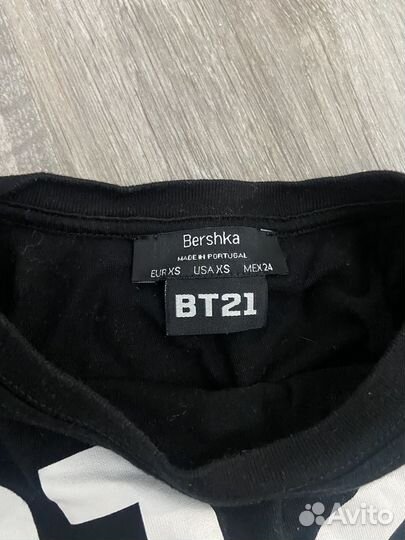 Bershka
MADE IN PORTUGAL
EUR XS USA XS MEX 24
BT21
Avito